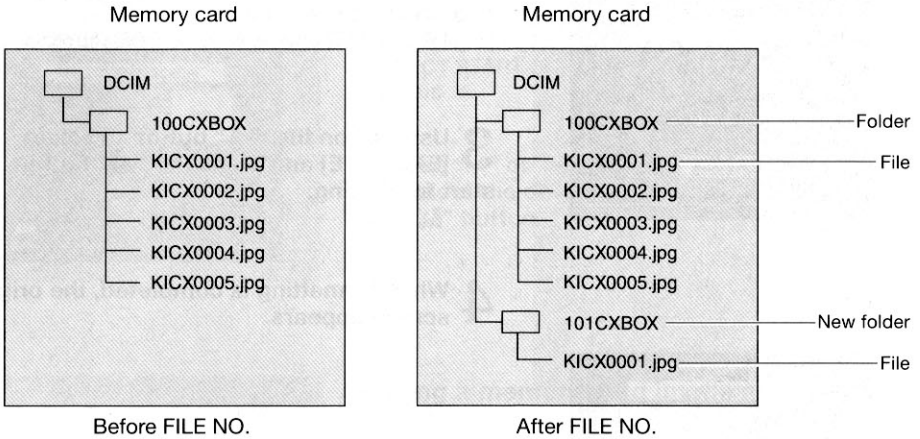 Memory card
DCIM
100CXBOX
KICX0001.jpg
KICX0002.jpg
KICX0003.jpg
KICX0004.jpg
KICX0005.jpg
Before FILE NO.
Memory card
DCIM
100CXBOX
Folder
KICX0001.jpg
File
KICX0002.jpg
KICX0003.jpg
KICX0004.jpg
KICX0005.jpg
101CXBOX
New folder
KICX0001.jpg
File
After FILE NO.